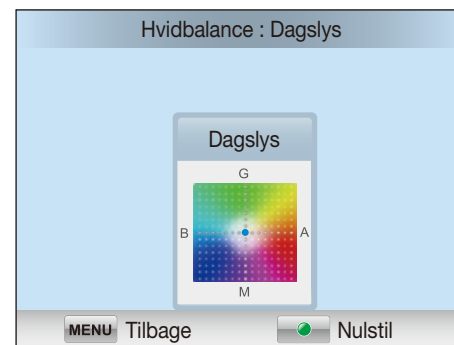 Hvidbalance : Dagslys
Dagslys
G
B A
M
MENU Tilbage Nulstil